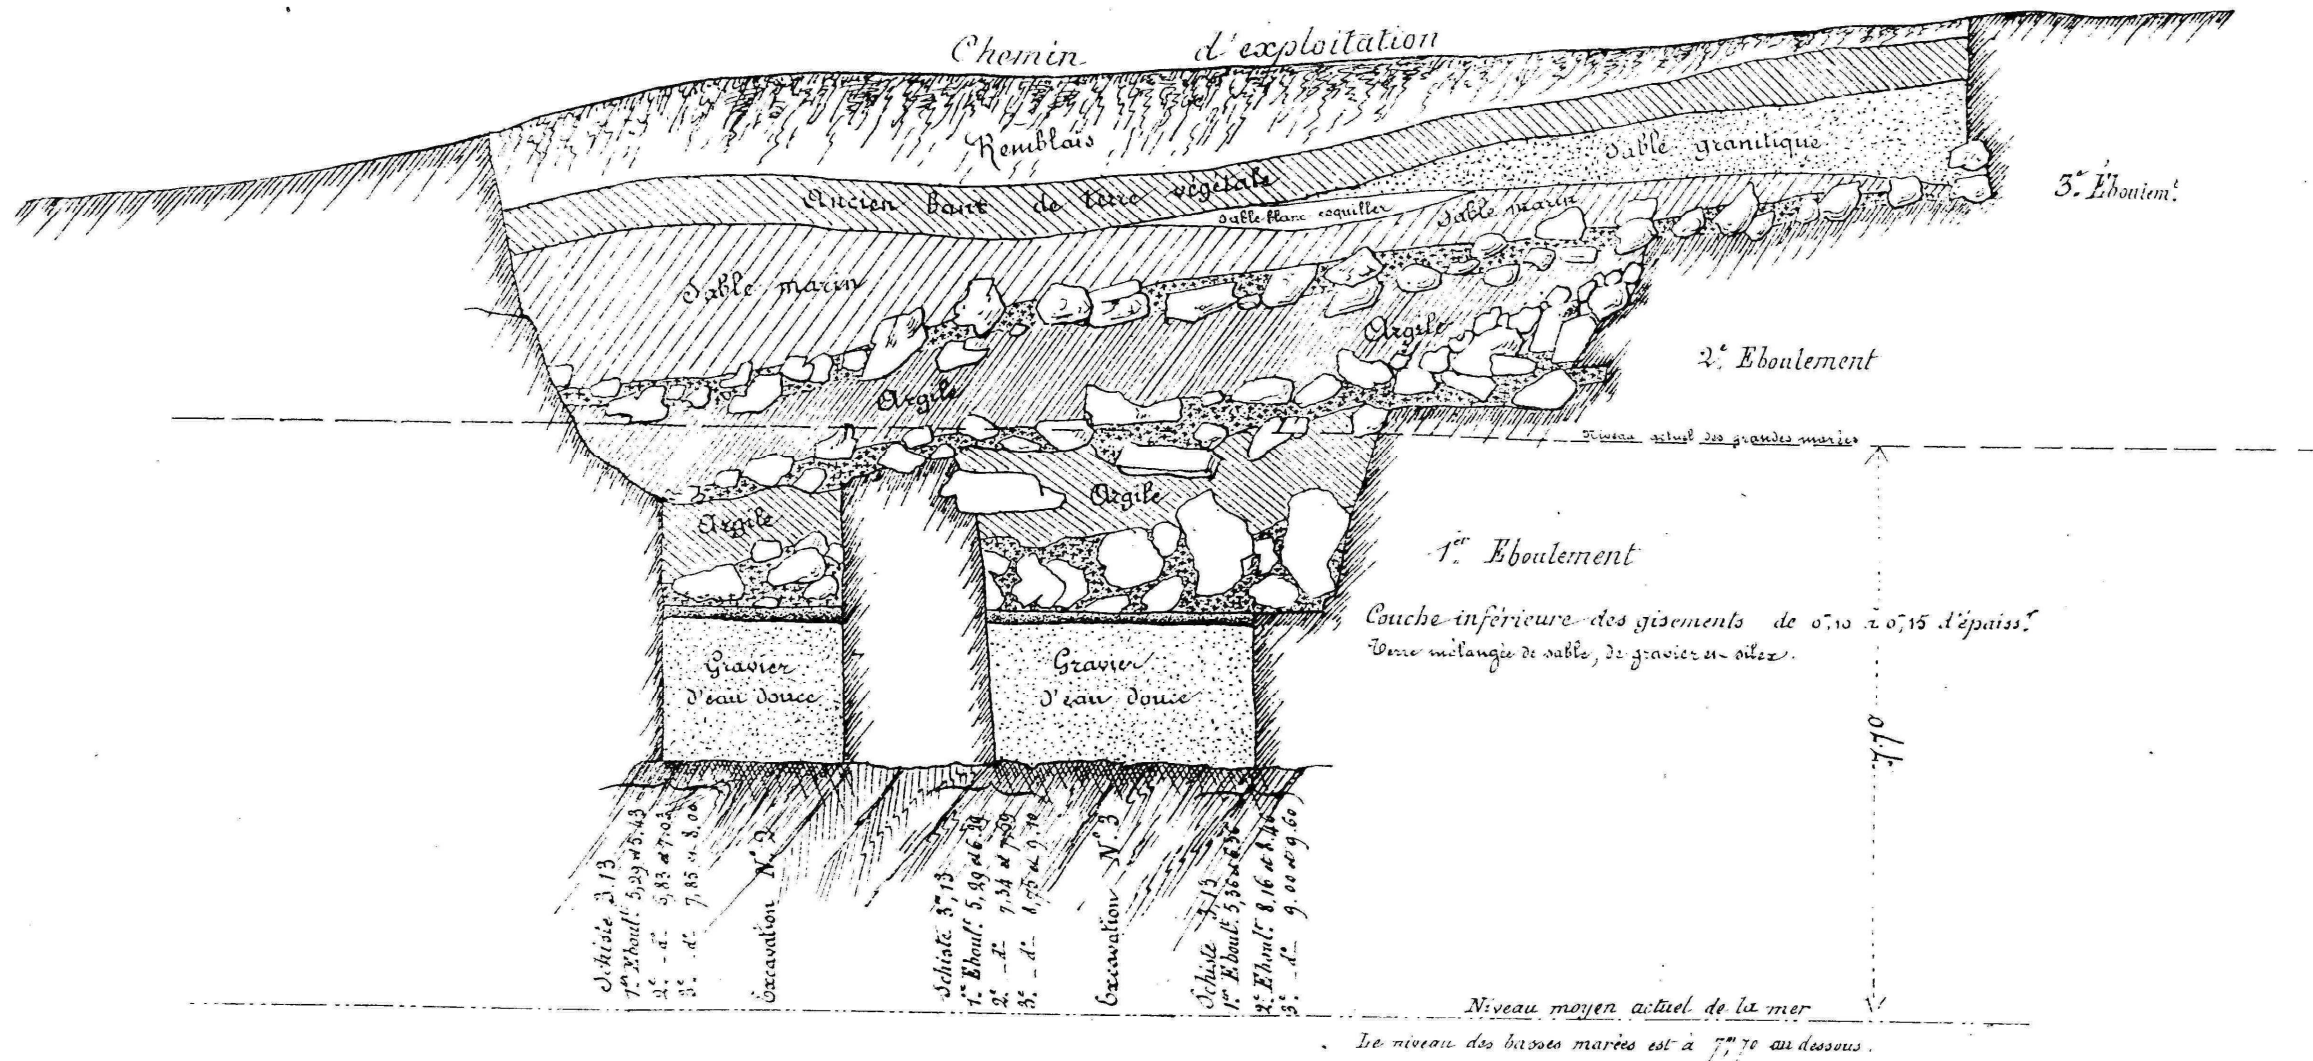 Chemin d'exploitation
Remblais
Sable granitique
Ancien banc de terre végétale
Sable blanc coquiller
Sable marin
3e. Éboulemt.
Sable marin
Argile
2e. Eboulement
Argile
Niveau actuel des grandes marées
Argile
Argile
1er. Eboulement
Couche inférieure des gisements de 0m,10 à 0m,15 d'épaissr.
Terre mélangée de sable, de gravier et silex.
Gravier
d'eau douce
Gravier
d'eau douce
7.70
Schiste 3.13
1er Eboult. 5,29 et 5.43
2e. - do. 6,83 et 7.03
3e. - do. 7,85 et 8.00
Excavation No. 2
Schiste 3m,13
1er Eboult. 5,29 et 6.
2e. - do. 7,34 et
3e. - do. 8,75 et 9.10
Excavation No. 3
Schiste 3,13
1er Eboult. 5,36 et
2e. Eboult. 8,16 et 8.40
3e. - do. 9.00 et 9.60
Niveau moyen actuel de la mer
Le niveau des basses marées est à 7m,70 au dessous.